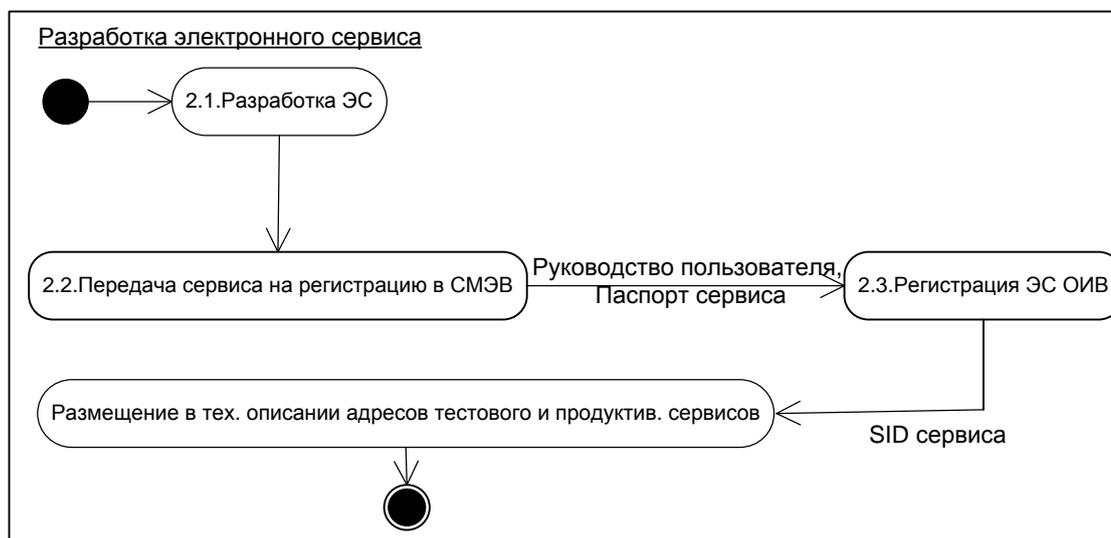 Разработка электронного сервиса
2.1.Разработка ЭС
2.2.Передача сервиса на регистрацию в СМЭВ
Руководство пользователя,
Паспорт сервиса
2.3.Регистрация ЭС ОИВ
Размещение в тех. описании адресов тестового и продуктив. сервисов
SID сервиса